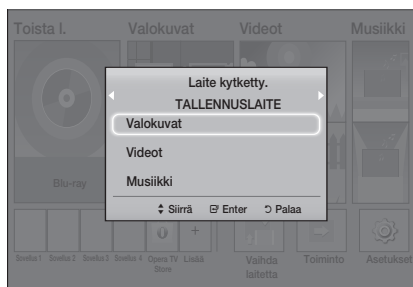 Toista l.
Valokuvat
Videot
Musiikki
Laite kytketty.
TALLENNUSLAITE
Valokuvat
Videot
Musiikki
Siirrä Enter Palaa
Blu-ray
Sovellus 1 Sovellus 2 Sovellus 3 Sovellus 4 Opera TV Store Lisää
Vaihda laitetta
Toiminto
Asetukset